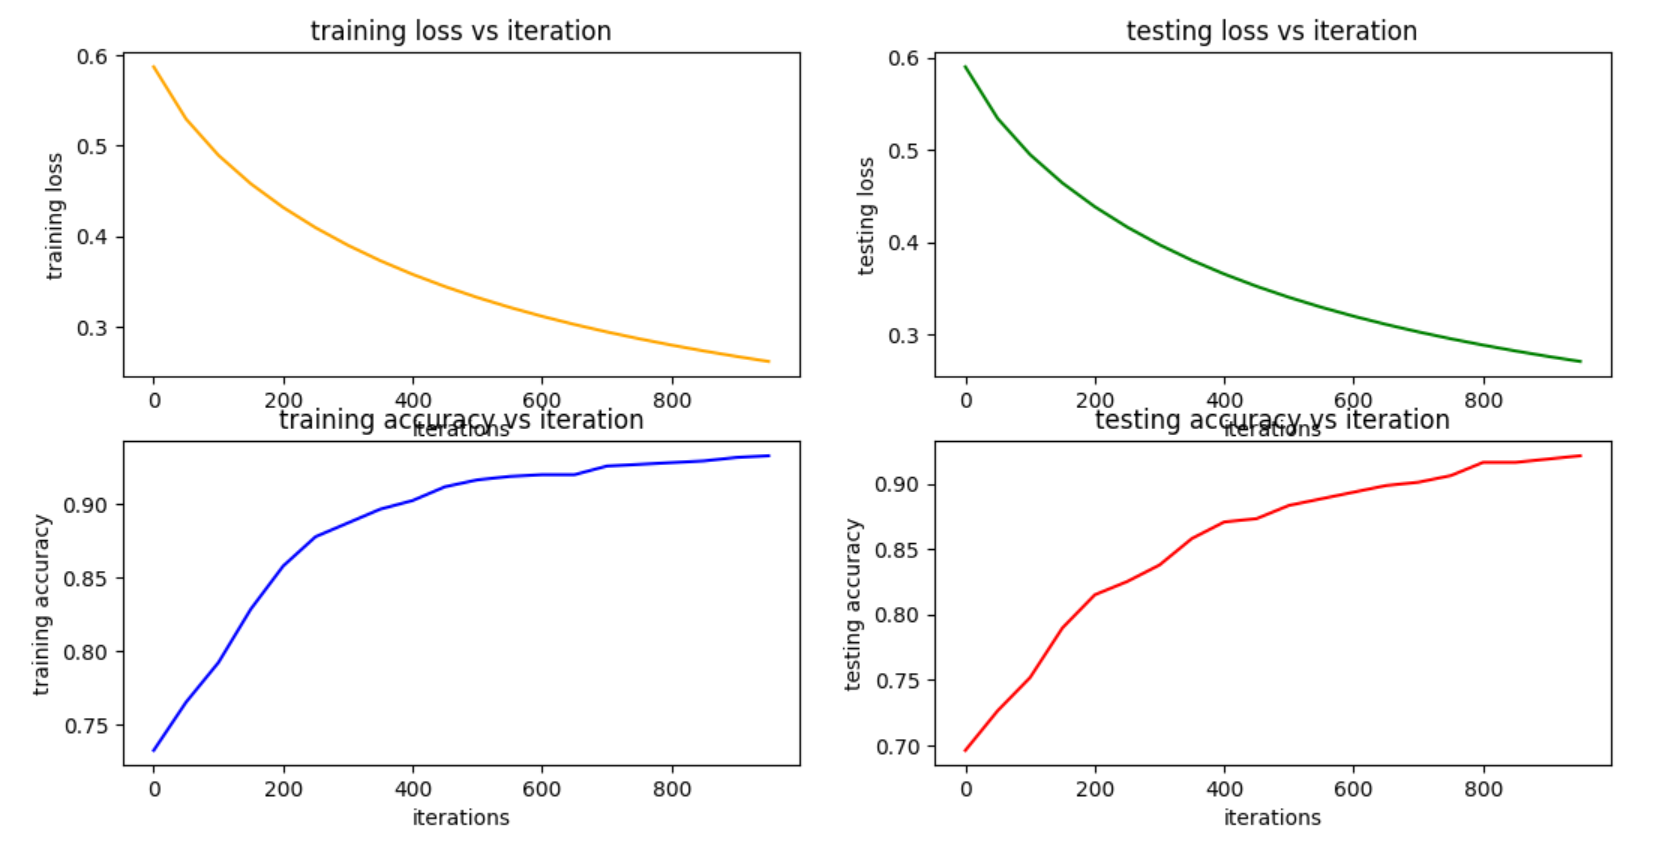 training loss vs iteration
0.6
0.5
0.4
0.3
training loss
0 200 400 600 800
iterations
testing loss vs iteration
0.6
0.5
0.4
0.3
testing loss
0 200 400 600 800
iterations
training accuracy vs iteration
0.90
0.85
0.80
0.75
training accuracy
0 200 400 600 800
iterations
testing accuracy vs iteration
0.90
0.85
0.80
0.75
0.70
testing accuracy
0 200 400 600 800
iterations